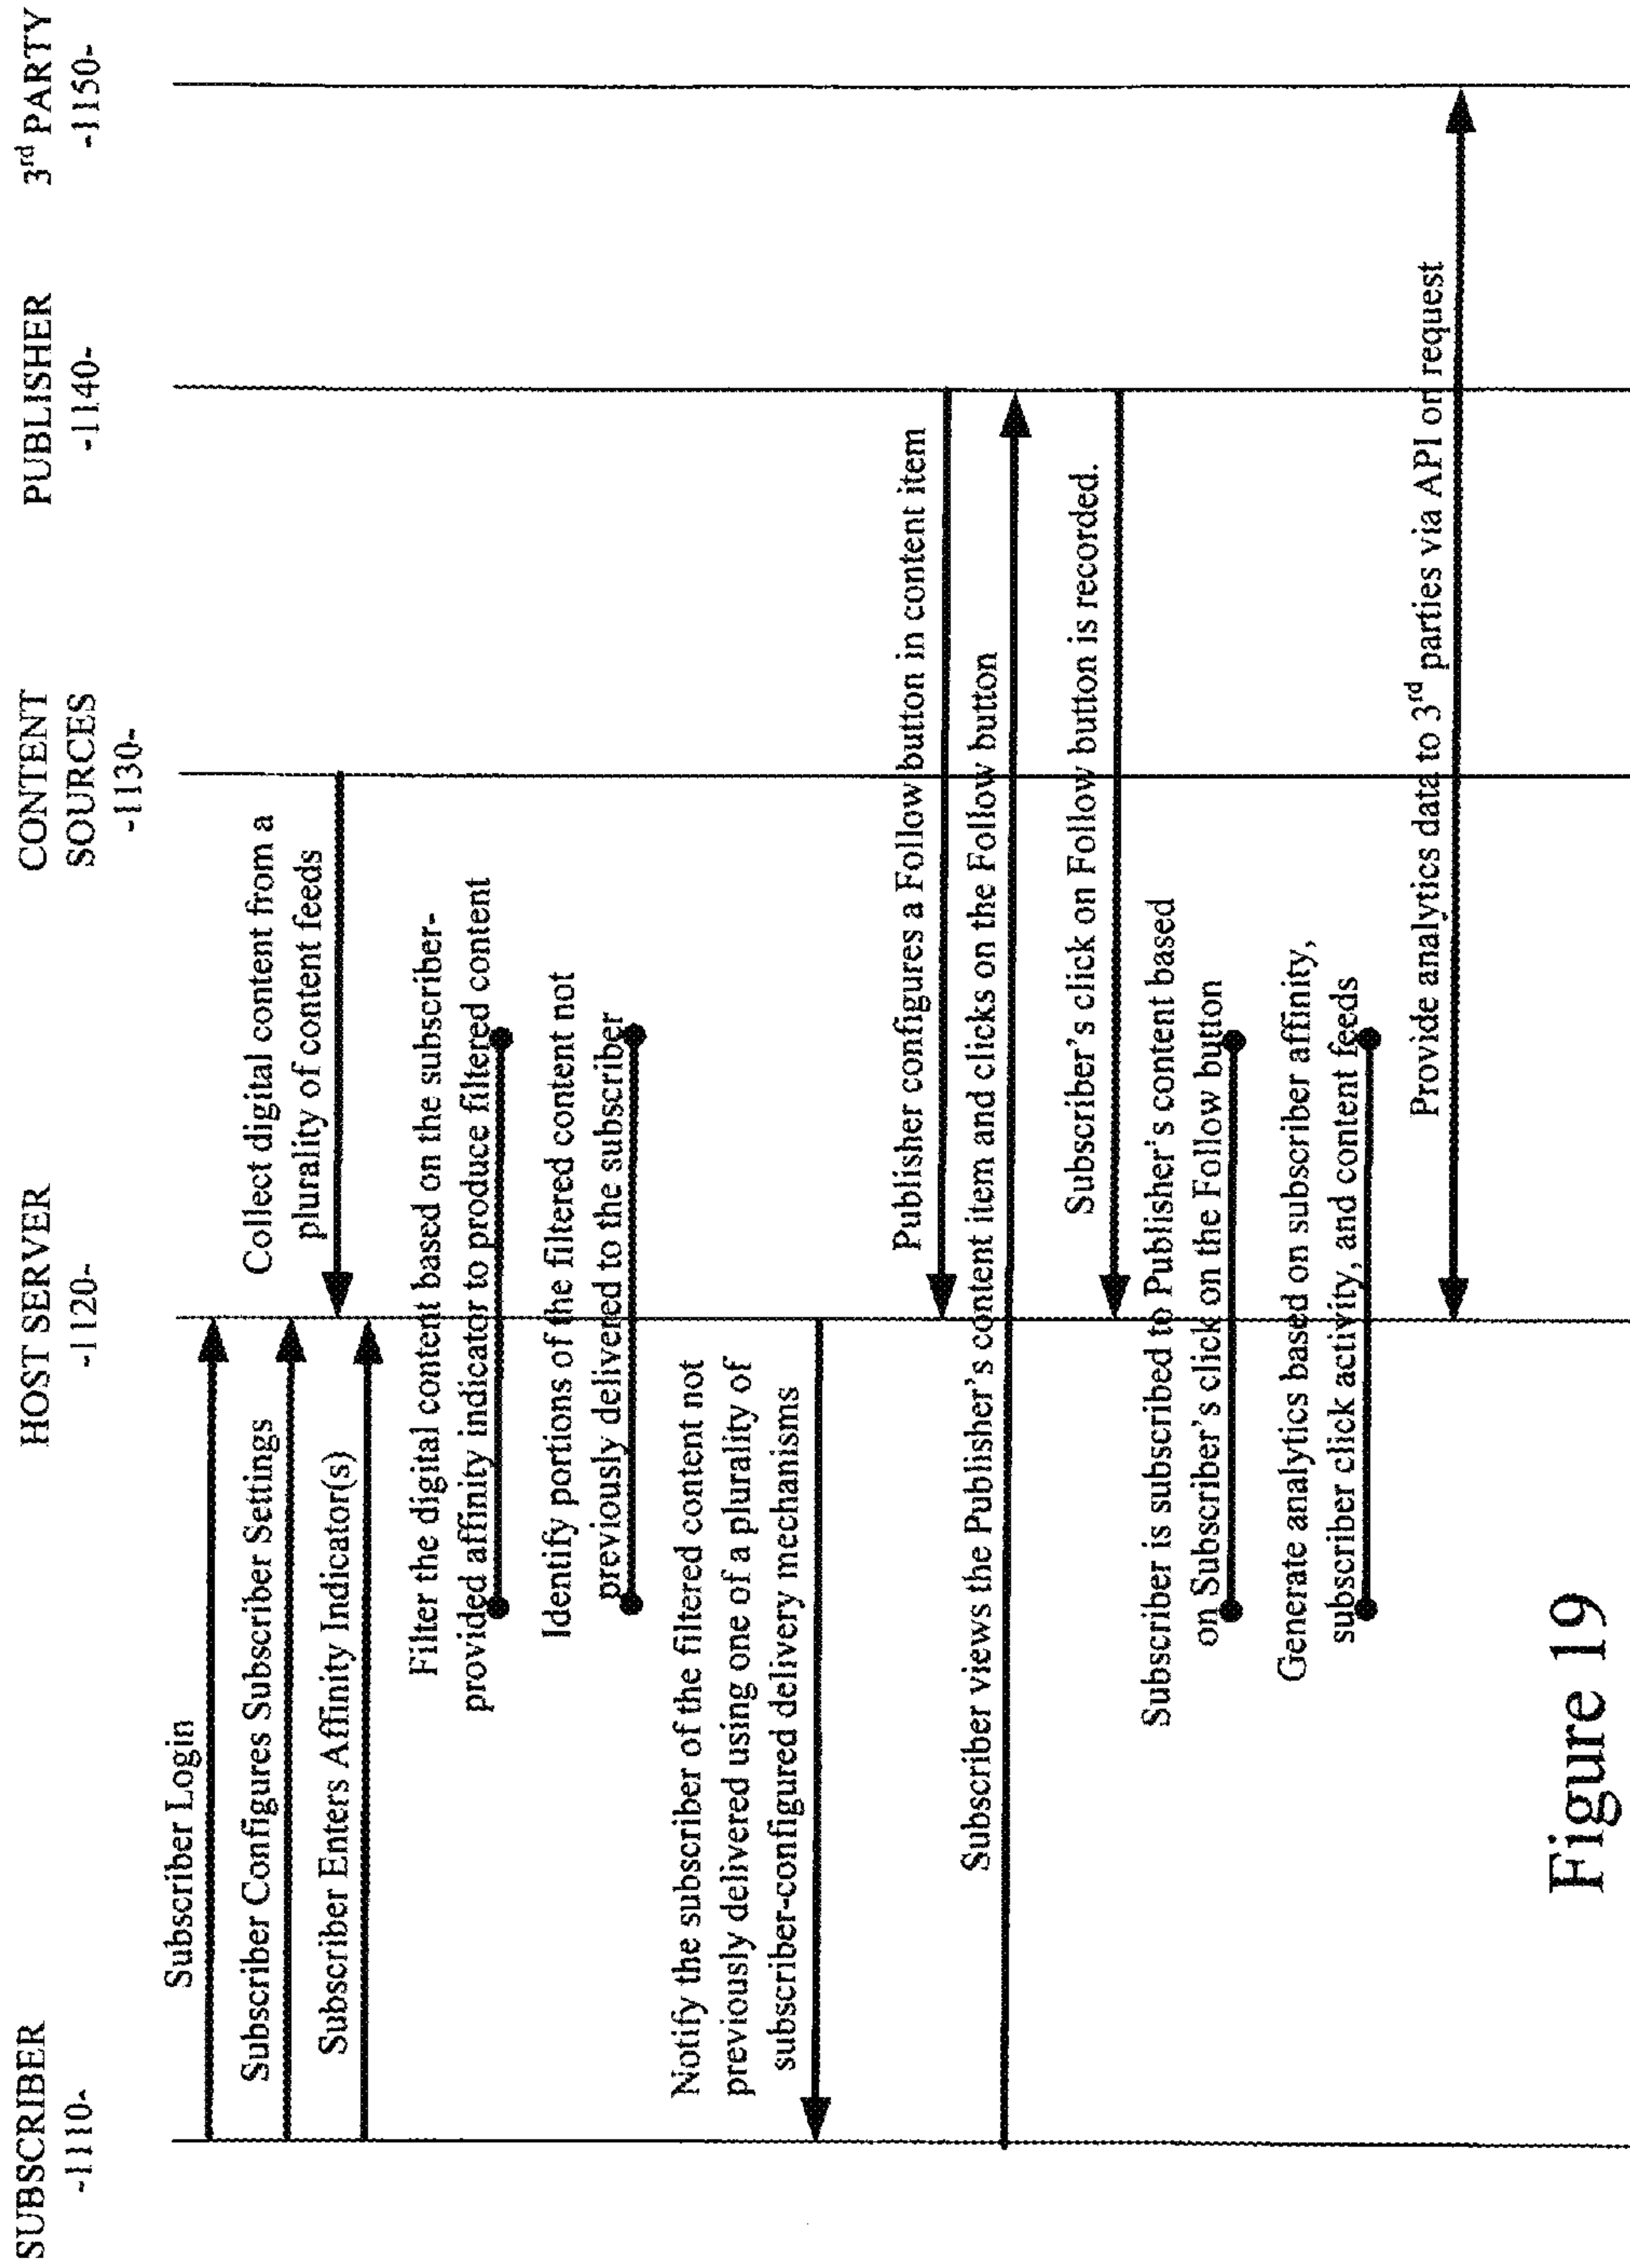 SUBSCRIBER
-1110-
HOST SERVER
-1120-
CONTENT
SOURCES
-1130-
PUBLISHER
-1140-
3rd PARTY
-1150-
Subscriber Login
Subscriber Configures Subscriber Settings
Subscriber Enters Affinity Indicator(s)
Collect digital content from a
plurality of content feeds
Filter the digital content based on the subscriber-
provided affinity indicator to produce filtered content
Identify portions of the filtered content not
previously delivered to the subscriber
Notify the subscriber of the filtered content not
previously delivered using one of a plurality of
subscriber-configured delivery mechanisms
Publisher configures a Follow button in content item
Subscriber views the Publisher's content item and clicks on the Follow button
Subscriber's click on Follow button is recorded.
Subscriber is subscribed to Publisher's content based
on Subscriber's click on the Follow button
Generate analytics based on subscriber affinity,
subscriber click activity, and content feeds
Provide analytics data to 3rd parties via API on request
Figure 19